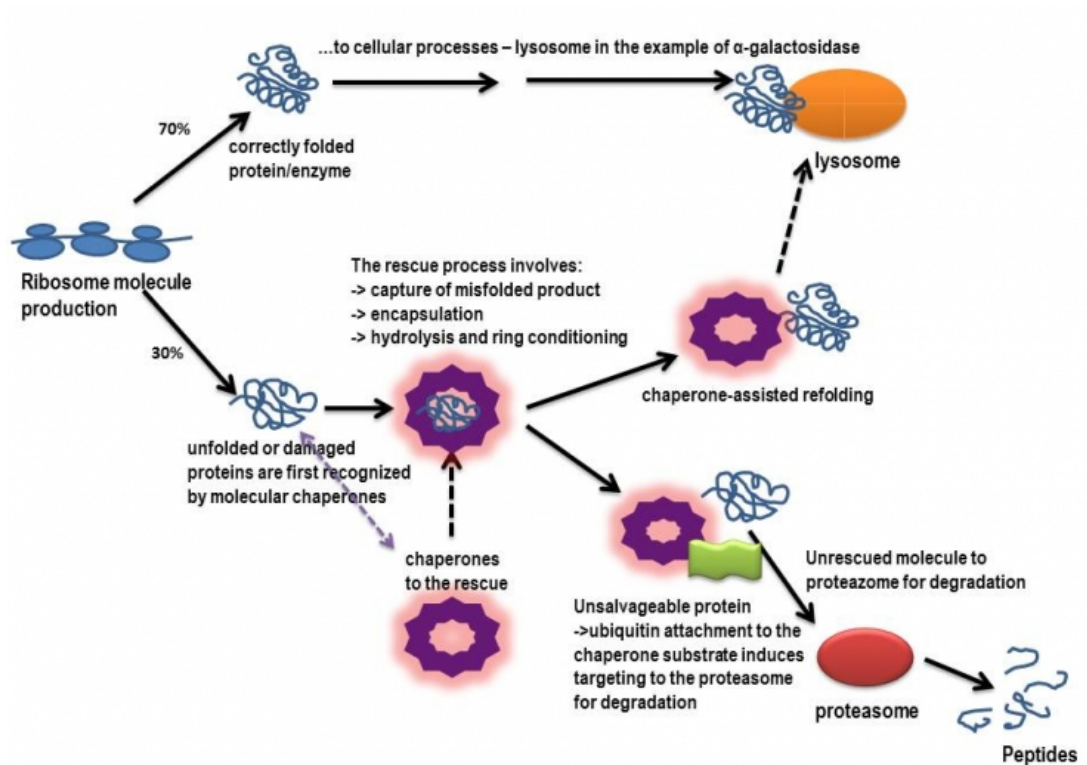 ...to cellular processes – lysosome in the example of α-galactosidase
70%
correctly folded
protein/enzyme
lysosome
Ribosome molecule
production
The rescue process involves:
-> capture of misfolded product
-> encapsulation
-> hydrolysis and ring conditioning
30%
chaperone-assisted refolding
unfolded or damaged
proteins are first recognized
by molecular chaperones
chaperones
to the rescue
Unrescued molecule to
proteazome for degradation
Unsalvageable protein
->ubiquitin attachment to the
chaperone substrate induces
targeting to the proteasome
for degradation
proteasome
Peptides